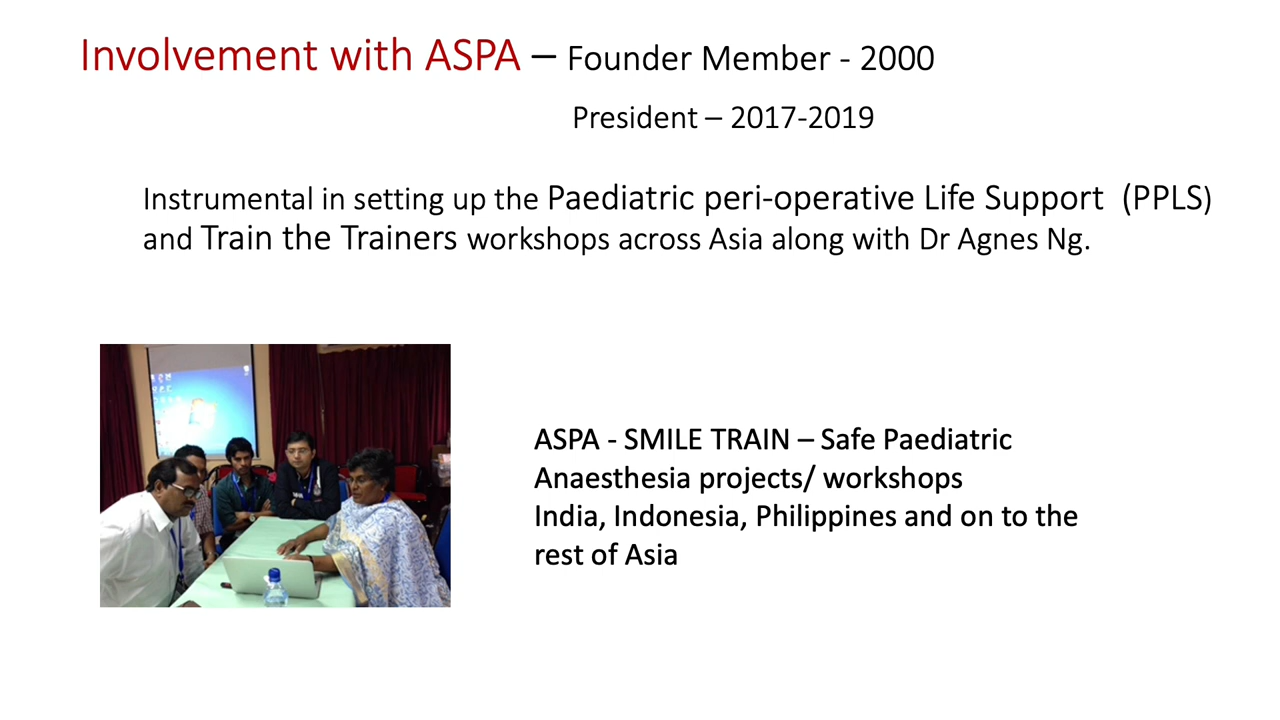 Involvement with ASPA – Founder Member - 2000
President – 2017-2019
Instrumental in setting up the Paediatric peri-operative Life Support (PPLS)
and Train the Trainers workshops across Asia along with Dr Agnes Ng.
ASPA - SMILE TRAIN – Safe Paediatric
Anaesthesia projects/ workshops
India, Indonesia, Philippines and on to the
rest of Asia